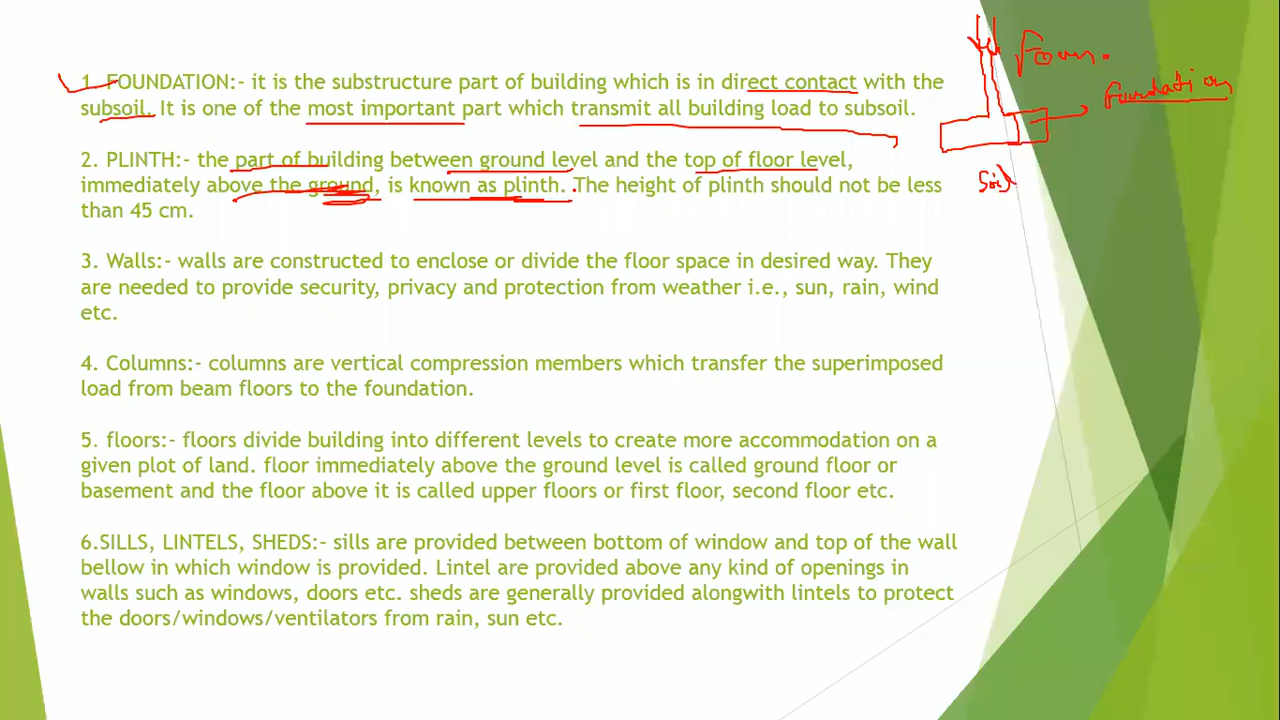 1. FOUNDATION:- it is the substructure part of building which is in direct contact with the
subsoil. It is one of the most important part which transmit all building load to subsoil.
2. PLINTH:- the part of building between ground level and the top of floor level,
immediately above the ground, is known as plinth. The height of plinth should not be less
than 45 cm.
3. Walls:- walls are constructed to enclose or divide the floor space in desired way. They
are needed to provide security, privacy and protection from weather i.e., sun, rain, wind
etc.
4. Columns:- columns are vertical compression members which transfer the superimposed
load from beam floors to the foundation.
5. floors:- floors divide building into different levels to create more accommodation on a
given plot of land. floor immediately above the ground level is called ground floor or
basement and the floor above it is called upper floors or first floor, second floor etc.
6.SILLS, LINTELS, SHEDS:- sills are provided between bottom of window and top of the wall
bellow in which window is provided. Lintel are provided above any kind of openings in
walls such as windows, doors etc. sheds are generally provided alongwith lintels to protect
the doors/windows/ventilators from rain, sun etc.
Foundation
Soil